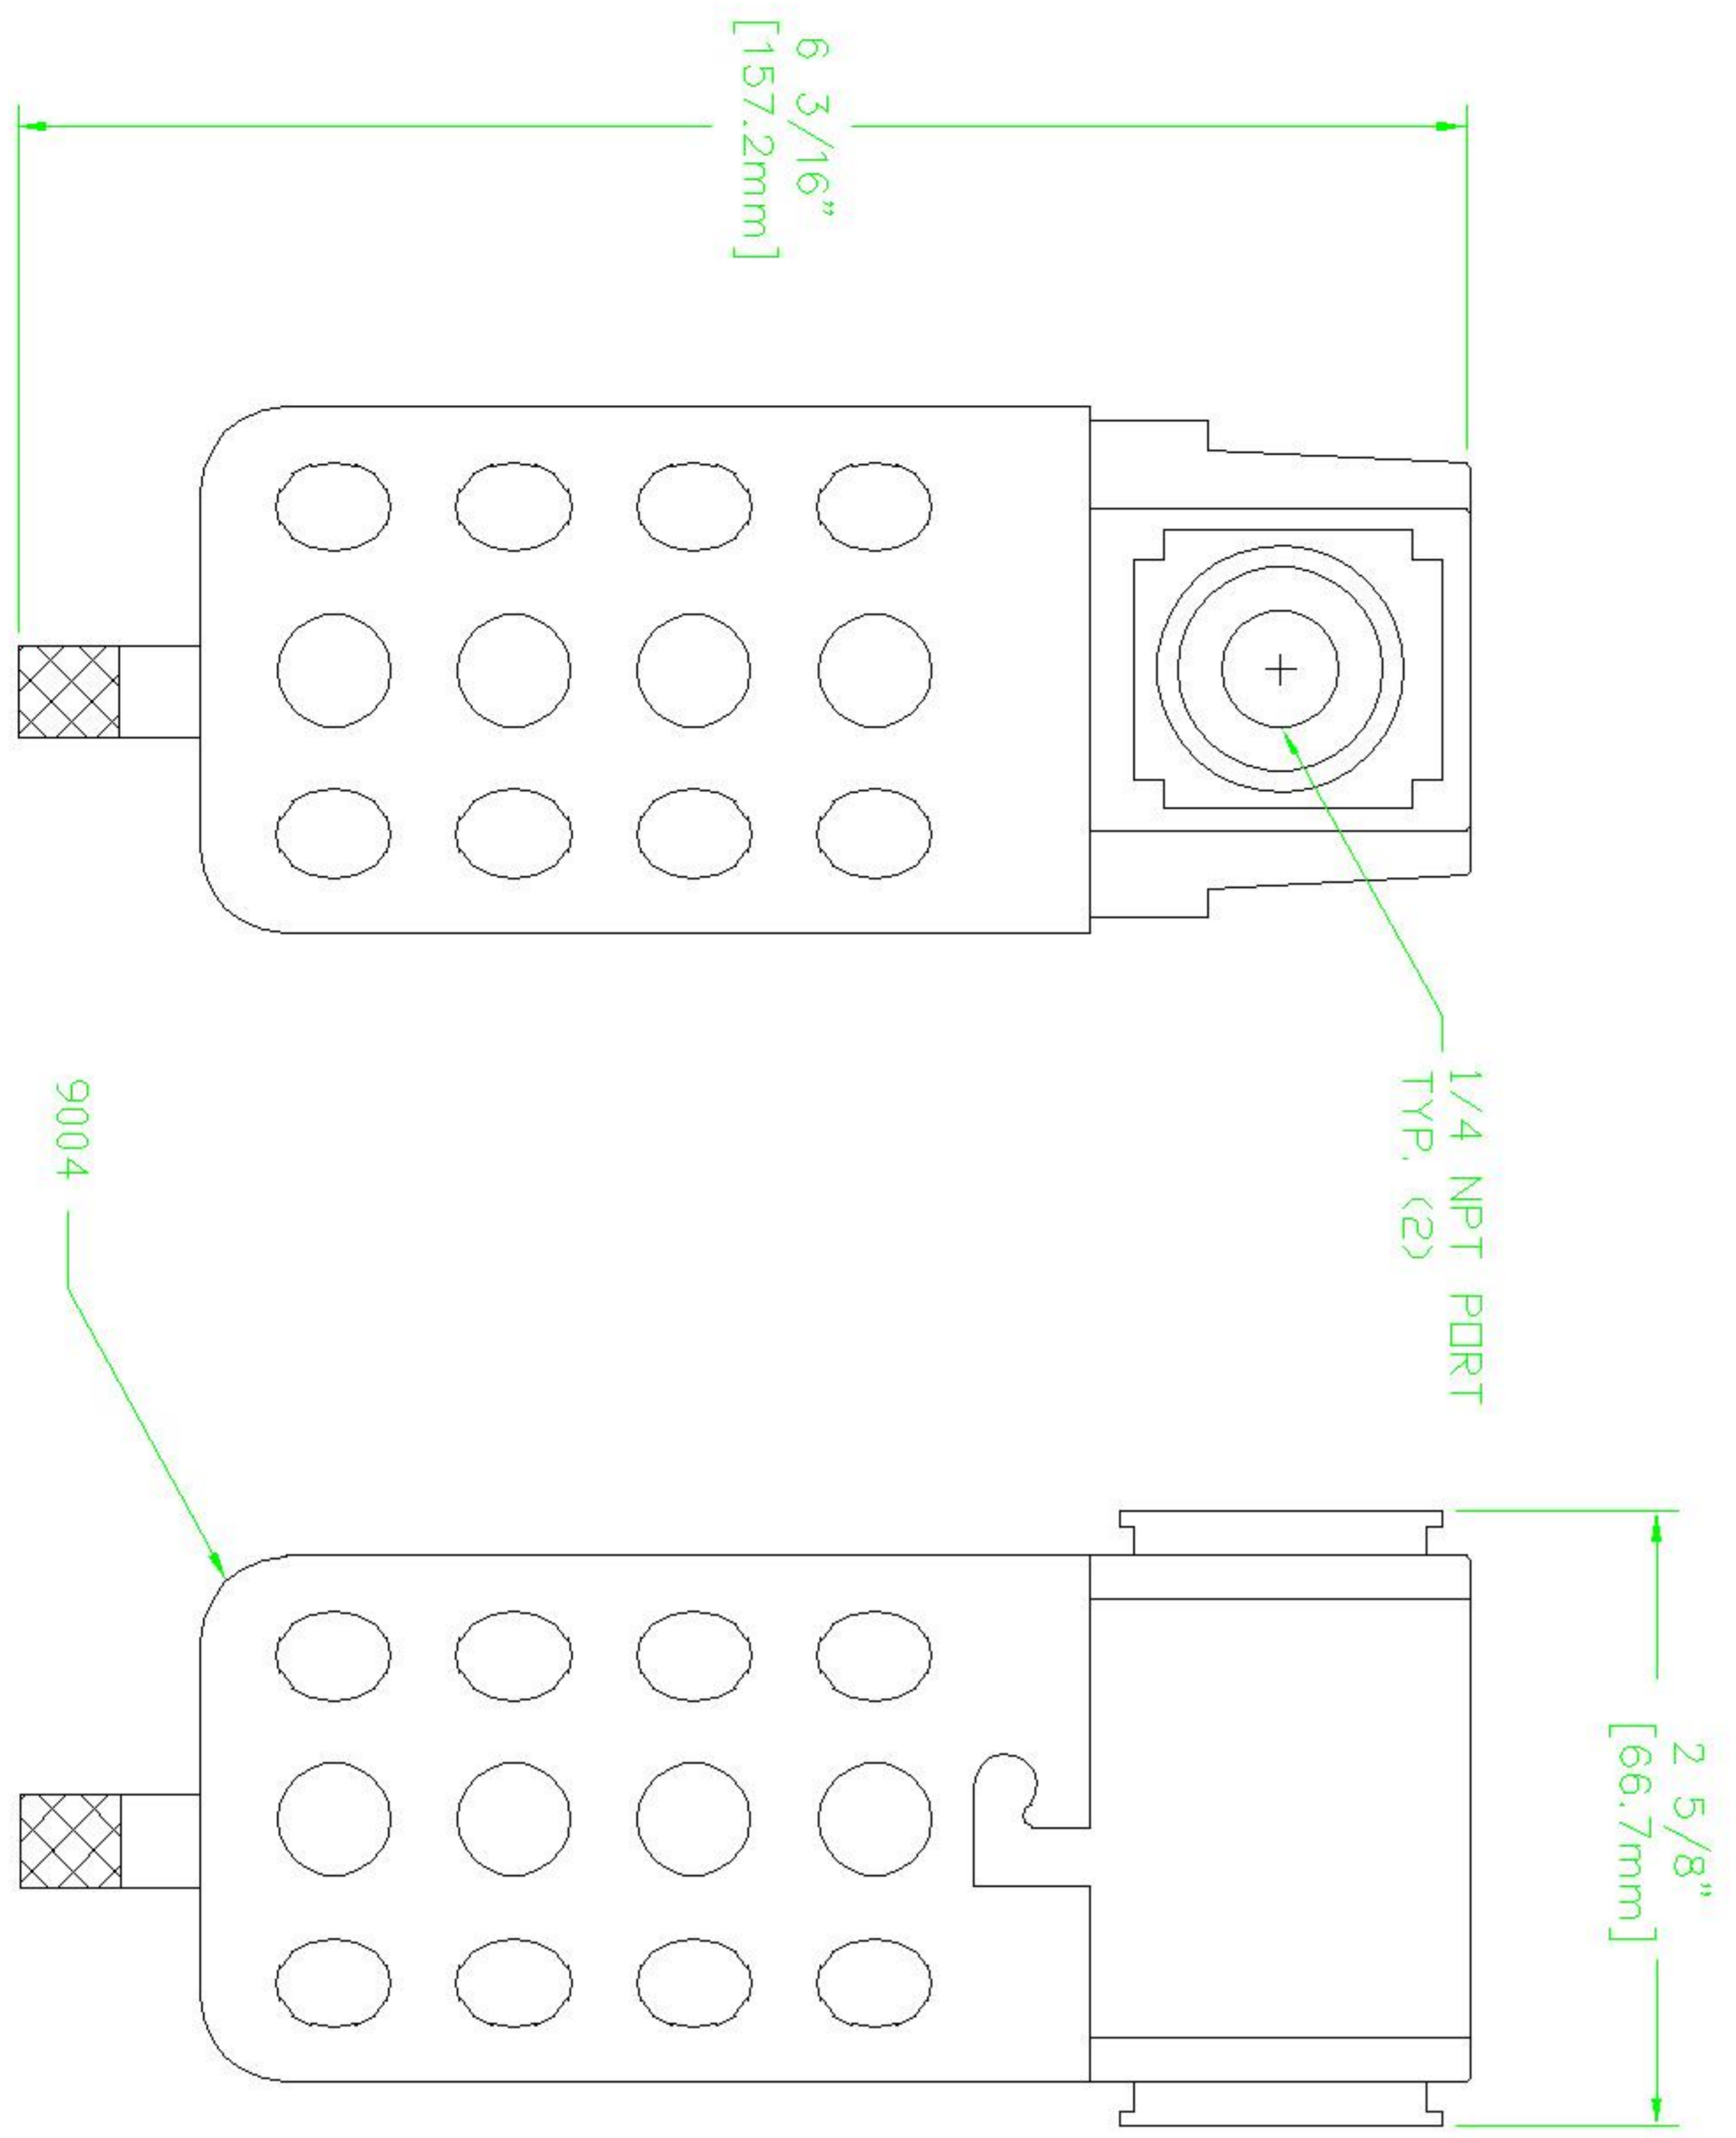 6 3/16"
[157.2mm]
1/4 NPT PORT
TYP. (2)
9004
2 5/8"
[66.7mm]